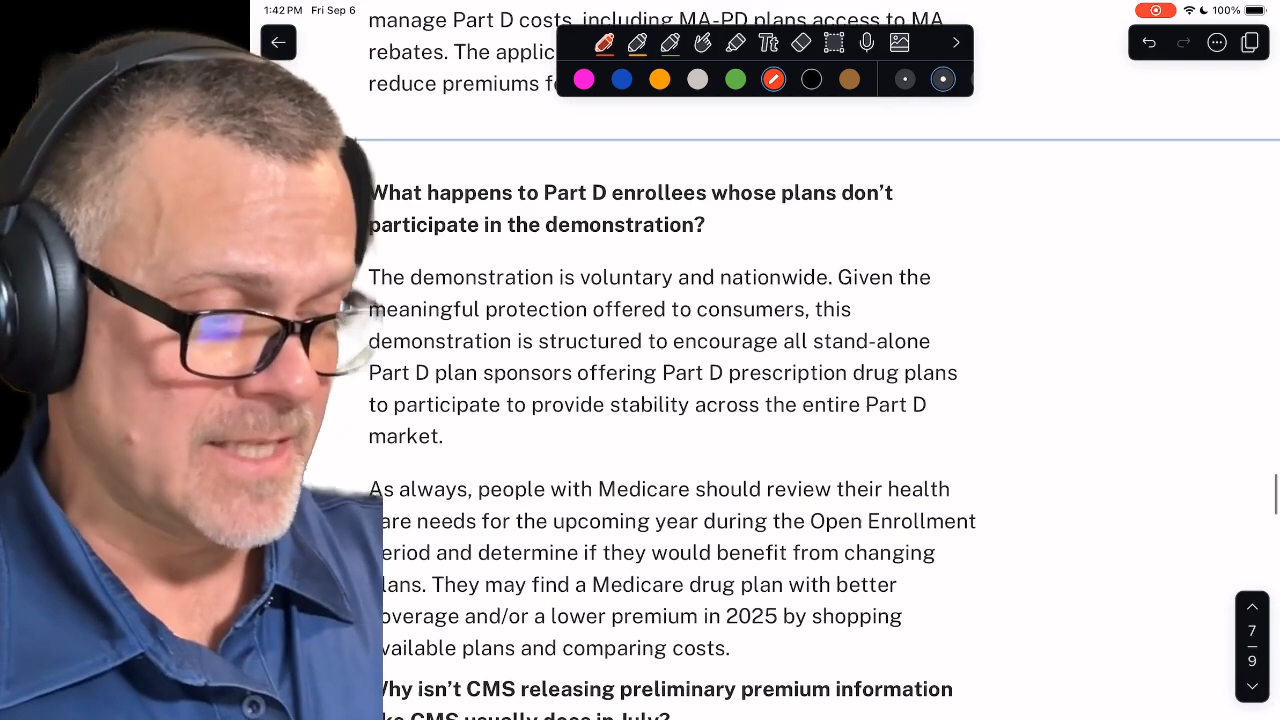 1:42 PM Fri Sep 6
100%
manage Part D costs, including MA-PD plans access to MA
rebates. The applic
reduce premiums f
Tt
What happens to Part D enrollees whose plans don’t
participate in the demonstration?
The demonstration is voluntary and nationwide. Given the
meaningful protection offered to consumers, this
demonstration is structured to encourage all stand-alone
Part D plan sponsors offering Part D prescription drug plans
to participate to provide stability across the entire Part D
market.
As always, people with Medicare should review their health
are needs for the upcoming year during the Open Enrollment
eriod and determine if they would benefit from changing
lans. They may find a Medicare drug plan with better
overage and/or a lower premium in 2025 by shopping
vailable plans and comparing costs.
Why isn’t CMS releasing preliminary premium information
ke CMS usually does in July?
7
9